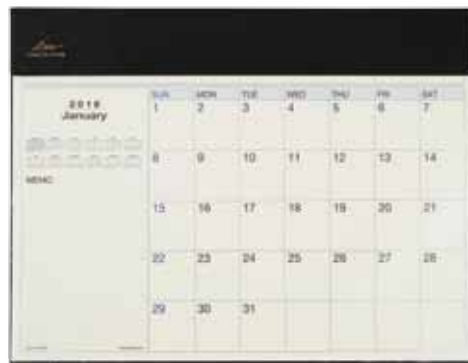 2016
January
MEMO
SUN MON TUE WED THU FRI SAT
1 2 3 4 5 6 7
8 9 10 11 12 13 14
15 16 17 18 19 20 21
22 23 24 25 26 27 28
29 30 31